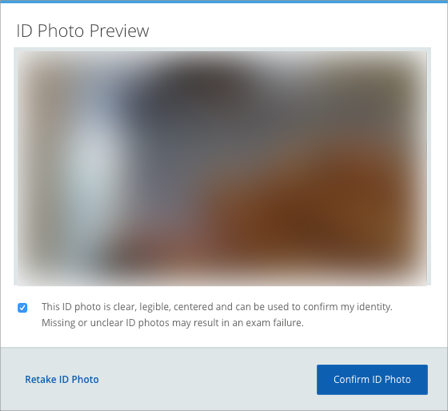 ID Photo Preview
This ID photo is clear, legible, centered and can be used to confirm my identity.
Missing or unclear ID photos may result in an exam failure.
Retake ID Photo
Confirm ID Photo